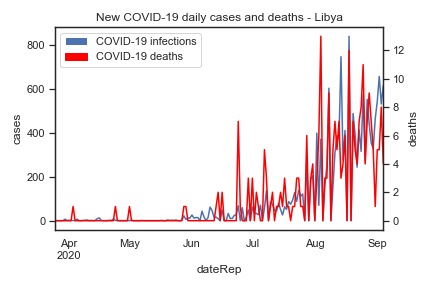 New COVID-19 daily cases and deaths - Libya
COVID-19 infections
COVID-19 deaths
800
600
400
200
0
cases
12
10
8
6
4
2
0
deaths
Apr May Jun Jul Aug Sep
2020
dateRep